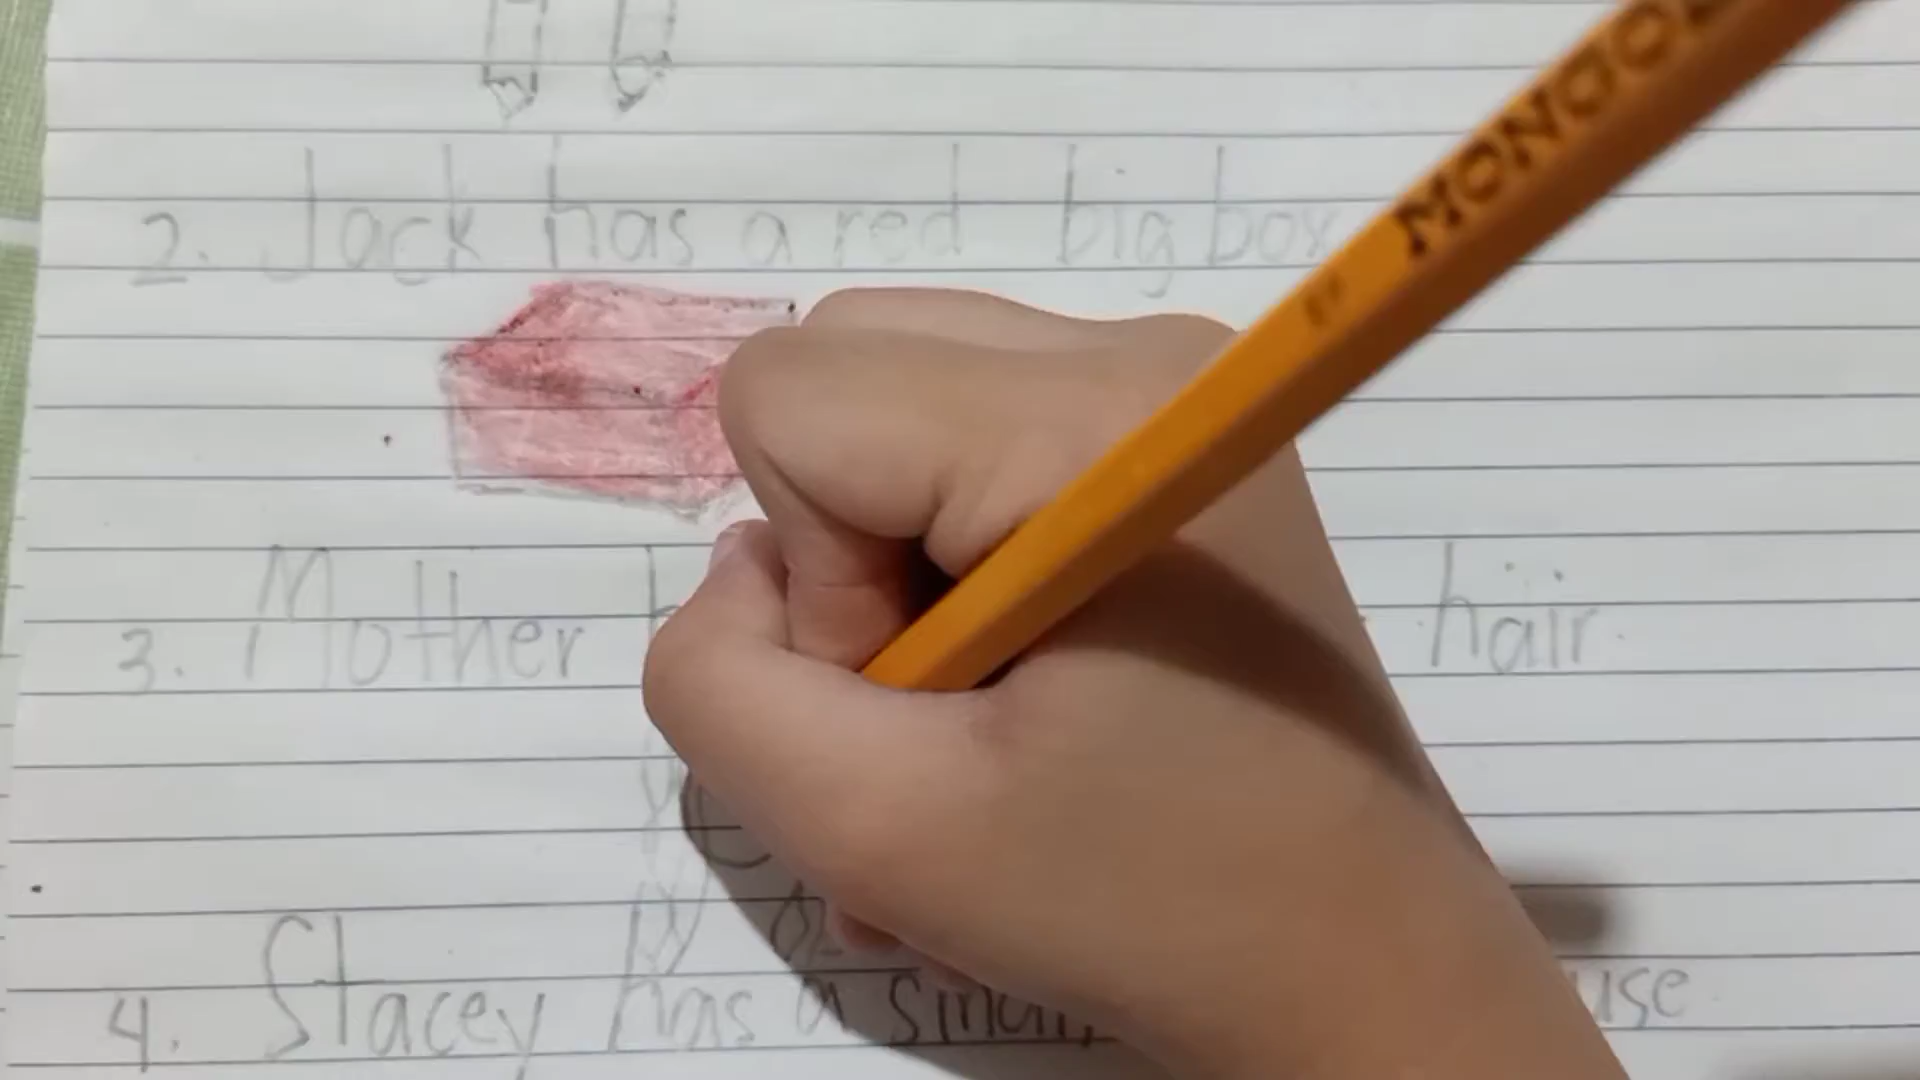 2. Jack has a red big box
3. Mother hair.
4. Stacey has a small,
MONGOL